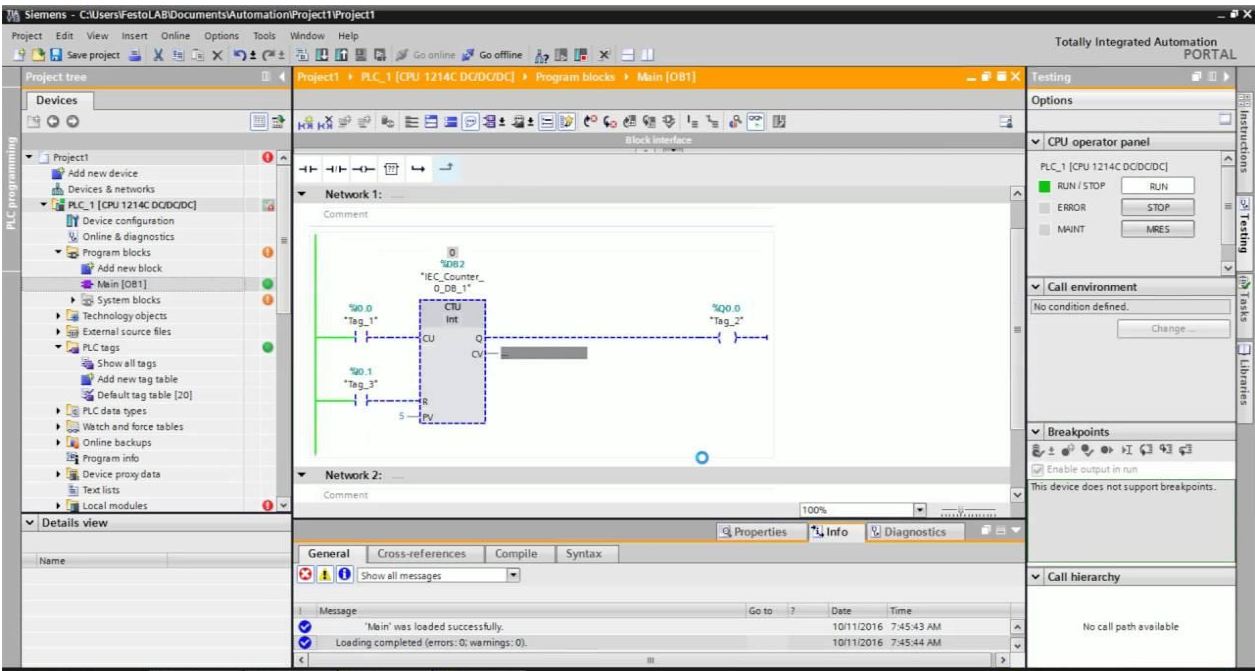 Siemens - C:\Users\FestoLAB\Documents\Automation\Project1\Project1
Project Edit View Insert Online Options Tools Window Help
Totally Integrated Automation
PORTAL
Save project Go online Go offline
Project tree
Project1 PLC_1 [CPU 1214C DC/DC/DC] Program blocks Main [OB1]
Testing
Devices
Options
PLC programming
Block interface
Project1
Add new device
Devices & networks
PLC_1 [CPU 1214C DC/DC/DC]
Device configuration
Online & diagnostics
Program blocks
Add new block
Main [OB1]
System blocks
Technology objects
External source files
PLC tags
Show all tags
Add new tag table
Default tag table [20]
PLC data types
Watch and force tables
Online backups
Program info
Device proxy data
Text lists
Local modules
Details view
Name
Network 1:
Comment
0
%DB2
"IEC_Counter_
0_DB_1"
%I0.0
"Tag_1"
CTU
Int
%Q0.0
"Tag_2"
CU
Q
CV
...
%I0.1
"Tag_3"
R
5
PV
Network 2:
Comment
100%
Properties Info Diagnostics
General Cross-references Compile Syntax
Show all messages
! Message Go to ? Date Time
'Main' was loaded successfully. 10/11/2016 7:45:43 AM
Loading completed (errors: 0; warnings: 0). 10/11/2016 7:45:44 AM
CPU operator panel
PLC_1 [CPU 1214C DC/DC/DC]
RUN / STOP RUN
ERROR STOP
MAINT MRES
Call environment
No condition defined.
Change ...
Breakpoints
Enable output in run
This device does not support breakpoints.
Call hierarchy
No call path available
Instructions
Testing
Tasks
Libraries